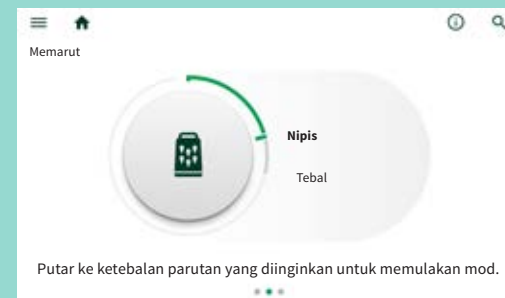 Memarut
Nipis
Tebal
Putar ke ketebalan parutan yang diinginkan untuk memulakan mod.